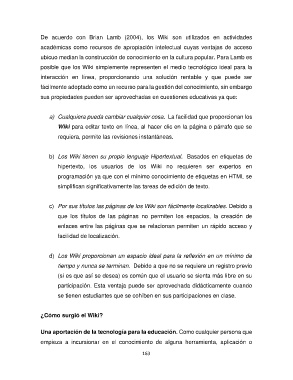 De acuerdo con Brian Lamb (2004), los Wiki son utilizados en actividades
académicas como recursos de apropiación intelectual cuyas ventajas de acceso
ubicuo median la construcción de conocimiento en la cultura popular. Para Lamb es
posible que los Wiki simplemente representen el medio tecnológico ideal para la
interacción en línea, proporcionando una solución rentable y que puede ser
fácilmente adoptado como un recurso para la gestión del conocimiento, sin embargo
sus propiedades pueden ser aprovechadas en cuestiones educativas ya que:
a) Cualquiera pueda cambiar cualquier cosa. La facilidad que proporcionan los
Wiki para editar texto en línea, al hacer clic en la página o párrafo que se
requiera, permite las revisiones instantáneas.
b) Los Wiki tienen su propio lenguaje Hipertextual. Basados en etiquetas de
hipertexto, los usuarios de los Wiki no requieren ser expertos en
programación ya que con el mínimo conocimiento de etiquetas en HTML se
simplifican significativamente las tareas de edición de texto.
c) Por sus títulos las páginas de los Wiki son fácilmente localizables. Debido a
que los títulos de las páginas no permiten los espacios, la creación de
enlaces entre las páginas que se relacionan permiten un rápido acceso y
facilidad de localización.
d) Los Wiki proporcionan un espacio ideal para la reflexión en un mínimo de
tiempo y nunca se terminan. Debido a que no se requiere un registro previo
(si es que así se desea) es común que el usuario se sienta más libre en su
participación. Esta ventaja puede ser aprovechada didácticamente cuando
se tienen estudiantes que se cohíben en sus participaciones en clase.
¿Cómo surgió el Wiki?
Una aportación de la tecnología para la educación. Como cualquier persona que
empieza a incursionar en el conocimiento de alguna herramienta, aplicación o
163